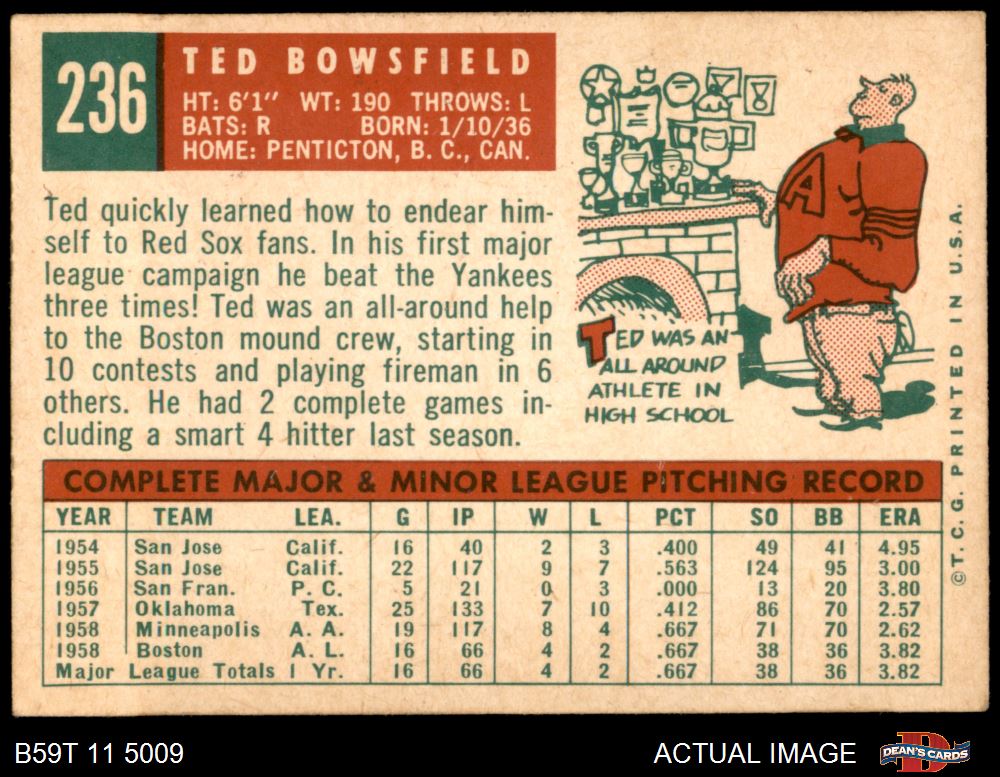 236
TED BOWSFIELD
HT: 6'1" WT: 190 THROWS: L
BATS: R BORN: 1/10/36
HOME: PENTICTON, B. C., CAN.
Ted quickly learned how to endear him-
self to Red Sox fans. In his first major
league campaign he beat the Yankees
three times! Ted was an all-around help
to the Boston mound crew, starting in
10 contests and playing fireman in 6
others. He had 2 complete games in-
cluding a smart 4 hitter last season.
A
TED WAS AN
ALL AROUND
ATHLETE IN
HIGH SCHOOL
©T. C. G. PRINTED IN U.S.A.
COMPLETE MAJOR & MINOR LEAGUE PITCHING RECORD
YEAR TEAM LEA. G IP W L PCT SO BB ERA
1954 San Jose Calif. 16 40 2 3 .400 49 41 4.95
1955 San Jose Calif. 22 117 9 7 .563 124 95 3.00
1956 San Fran. P. C. 5 21 0 3 .000 13 20 3.80
1957 Oklahoma Tex. 25 133 7 10 .412 86 70 2.57
1958 Minneapolis A. A. 19 117 8 4 .667 71 70 2.62
1958 Boston A. L. 16 66 4 2 .667 38 36 3.82
Major League Totals 1 Yr. 16 66 4 2 .667 38 36 3.82
B59T 11 5009
ACTUAL IMAGE
D
DEAN'S CARDS